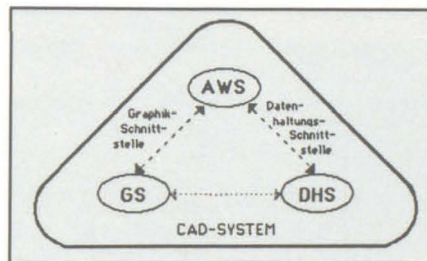 AWS
Graphik-
Schnitt-
stelle
Daten-
haltungs-
Schnitt-
stelle
GS
DHS
CAD-SYSTEM